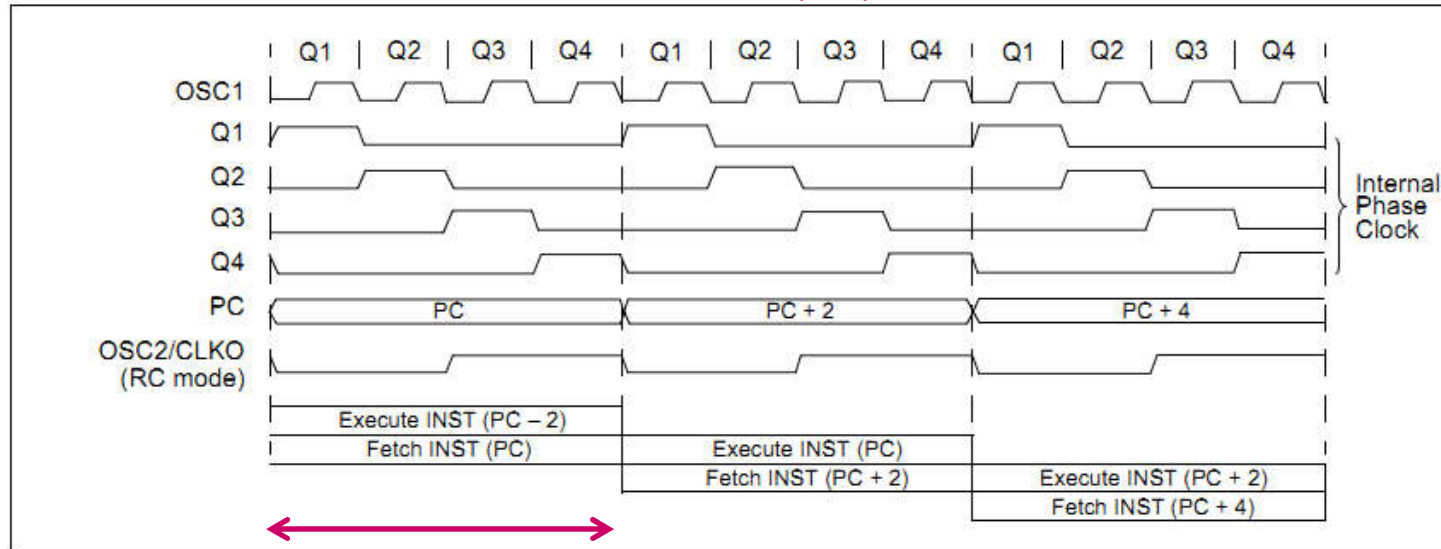 Q1 | Q2 | Q3 | Q4 | Q1 | Q2 | Q3 | Q4 | Q1 | Q2 | Q3 | Q4
OSC1
Q1
Q2
Q3
Q4
Internal
Phase
Clock
PC
PC
PC + 2
PC + 4
OSC2/CLKO
(RC mode)
Execute INST (PC – 2)
Fetch INST (PC)
Execute INST (PC)
Fetch INST (PC + 2)
Execute INST (PC + 2)
Fetch INST (PC + 4)